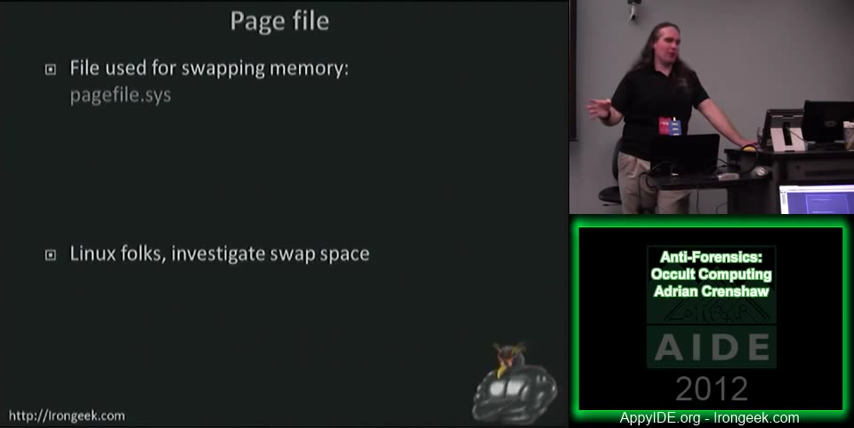 Page file
File used for swapping memory:
pagefile.sys
Linux folks, investigate swap space
http://Irongeek.com
Anti-Forensics:
Occult Computing
Adrian Crenshaw
AIDE
2012
AppyIDE.org - Irongeek.com